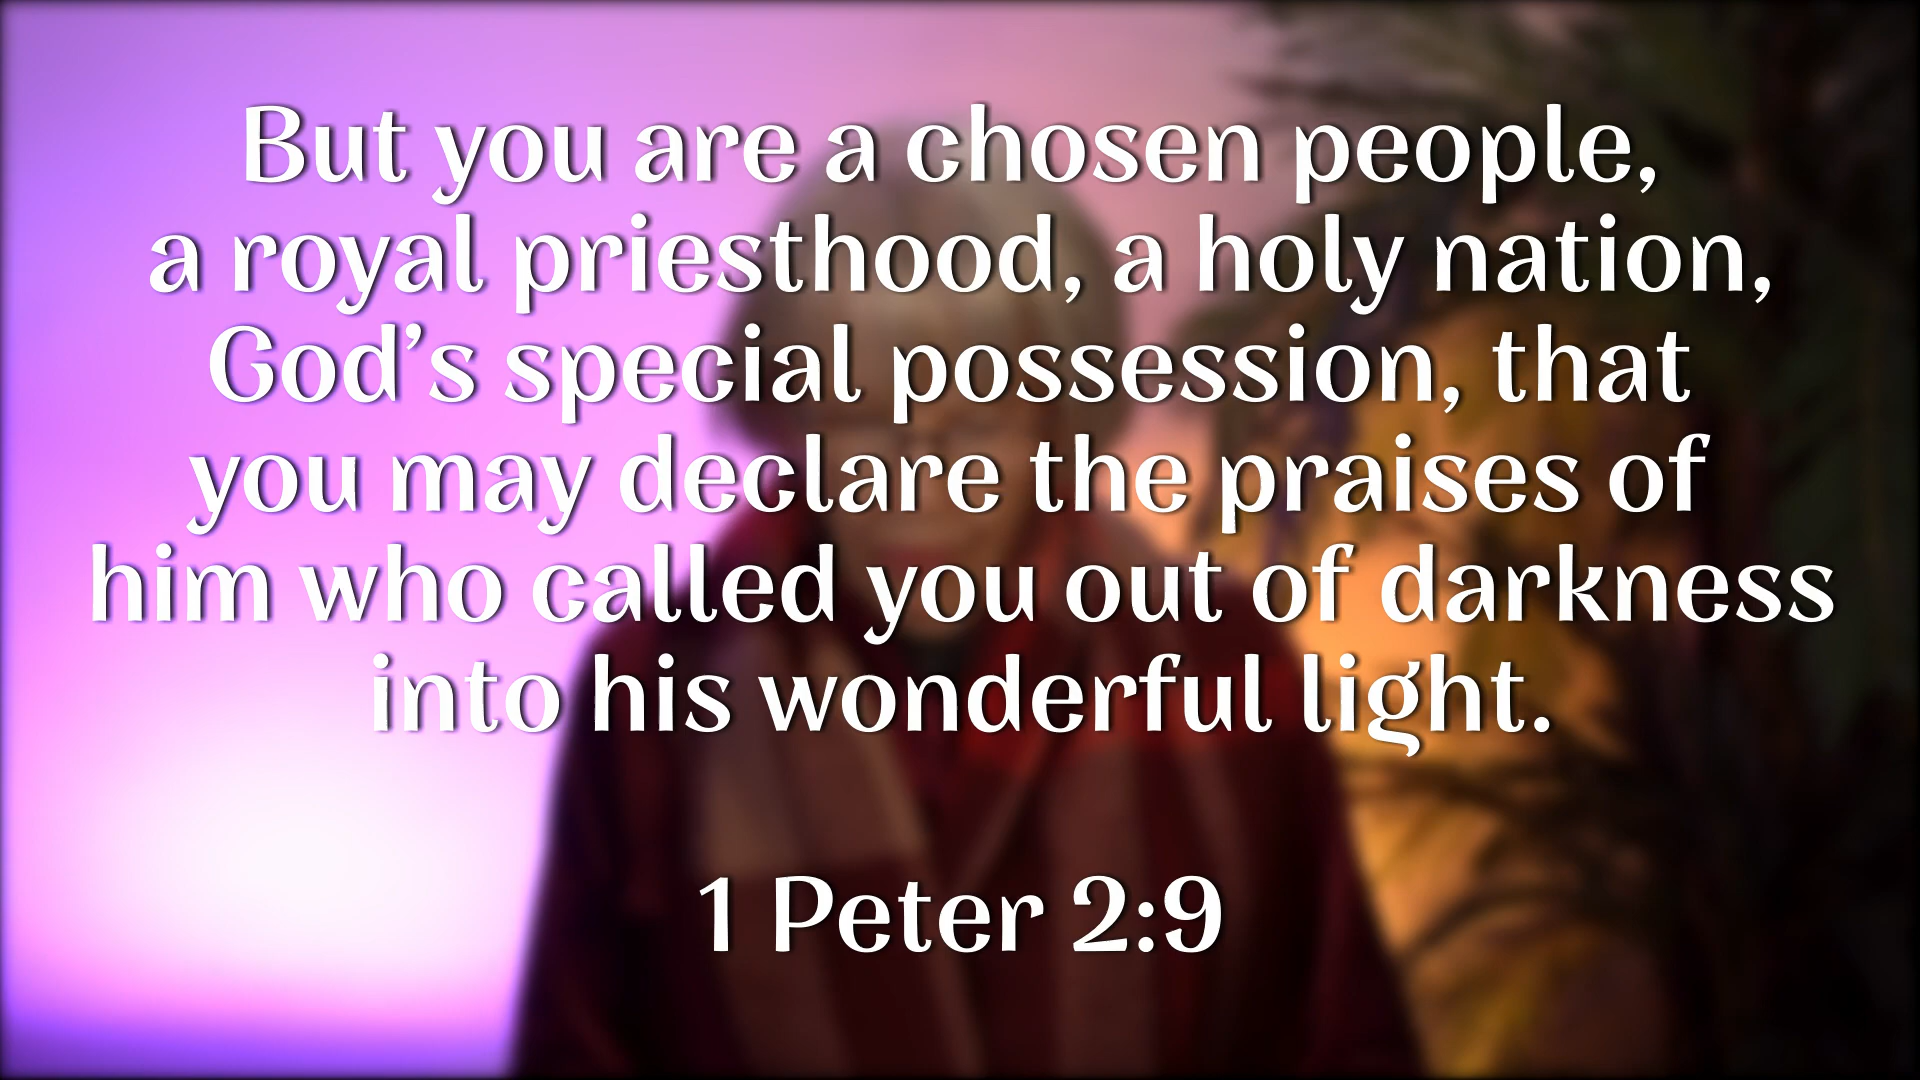 But you are a chosen people,
a royal priesthood, a holy nation,
God’s special possession, that
you may declare the praises of
him who called you out of darkness
into his wonderful light.
1 Peter 2:9